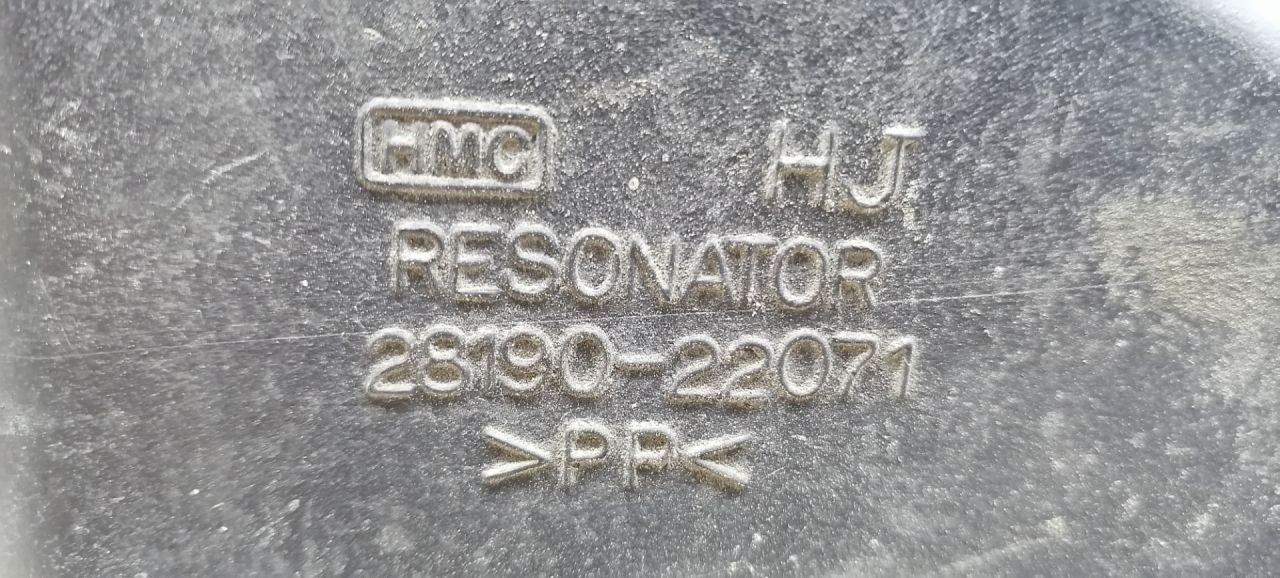 HMC HJ
RESONATOR
28190-22071
>PP<